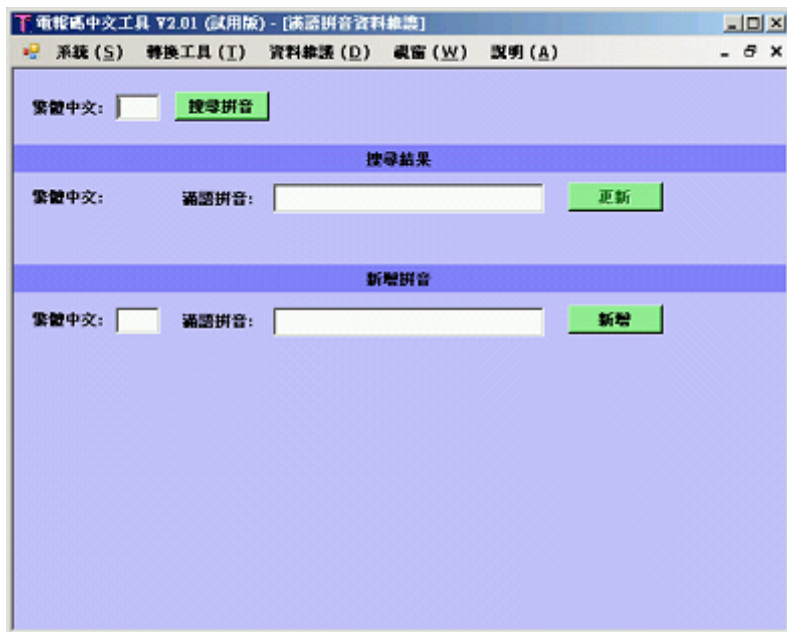 電報碼中文工具 V2.01 (試用版) - [滿語拼音資料維護]
系統 (S) 轉換工具 (T) 資料維護 (D) 視窗 (W) 說明 (A)
繁體中文: 搜尋拼音
搜尋結果
繁體中文: 滿語拼音: 更新
新增拼音
繁體中文: 滿語拼音: 新增